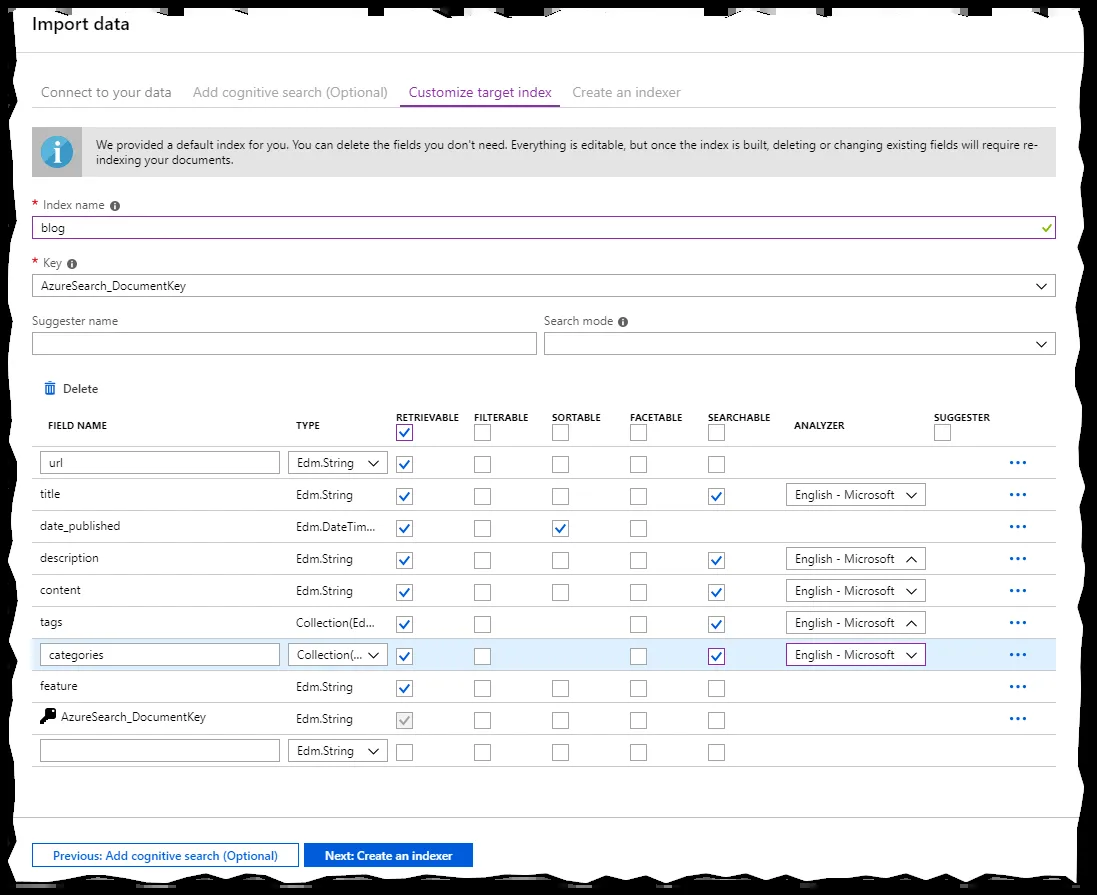 Import data
Connect to your data Add cognitive search (Optional) Customize target index Create an indexer
We provided a default index for you. You can delete the fields you don't need. Everything is editable, but once the index is built, deleting or changing existing fields will require re-
indexing your documents.
* Index name
blog
* Key
AzureSearch_DocumentKey
Suggester name Search mode
Delete
FIELD NAME TYPE RETRIEVABLE FILTERABLE SORTABLE FACETABLE SEARCHABLE ANALYZER SUGGESTER
url Edm.String ...
title Edm.String English - Microsoft ...
date_published Edm.DateTim... ...
description Edm.String English - Microsoft ...
content Edm.String English - Microsoft ...
tags Collection(Ed... English - Microsoft ...
categories Collection(... English - Microsoft ...
feature Edm.String ...
AzureSearch_DocumentKey Edm.String ...
Edm.String
Previous: Add cognitive search (Optional) Next: Create an indexer